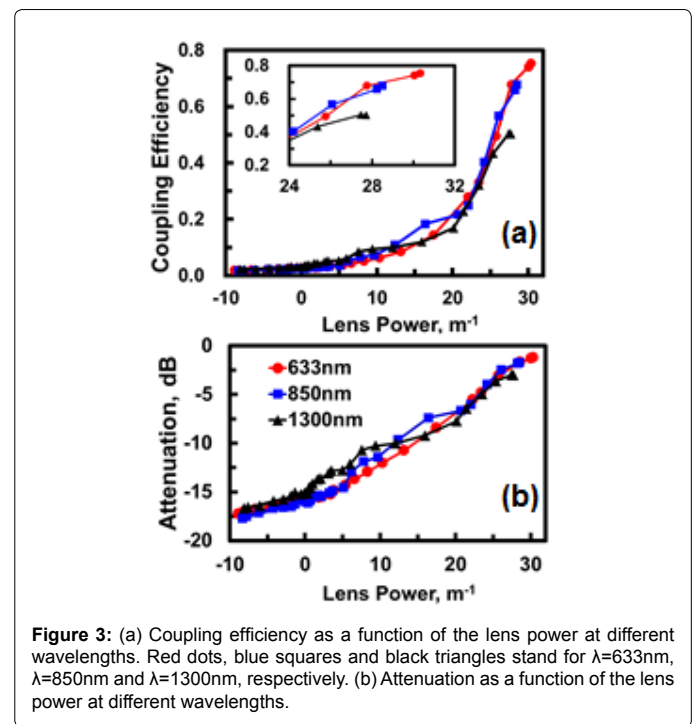 0.8
0.6
0.4
0.2
0.0
Coupling Efficiency
0.8
0.6
0.4
0.2
24 28 32
(a)
-10 0 10 20 30
Lens Power, m-1
0
-5
-10
-15
-20
Attenuation, dB
633nm
850nm
1300nm
(b)
-10 0 10 20 30
Lens Power, m-1
Figure 3: (a) Coupling efficiency as a function of the lens power at different
wavelengths. Red dots, blue squares and black triangles stand for λ=633nm,
λ=850nm and λ=1300nm, respectively. (b) Attenuation as a function of the lens
power at different wavelengths.